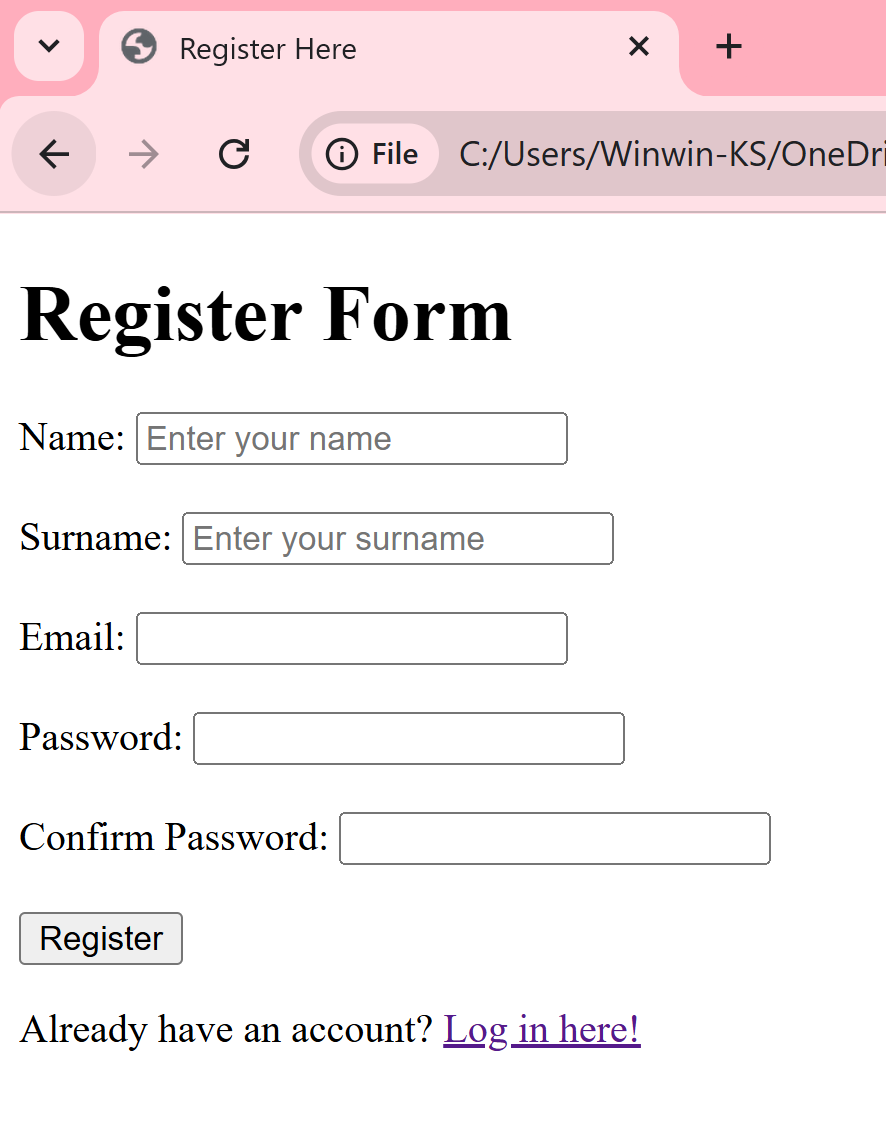 Register Here
File C:/Users/Winwin-KS/OneDri
Register Form
Name: Enter your name
Surname: Enter your surname
Email:
Password:
Confirm Password:
Register
Already have an account? Log in here!